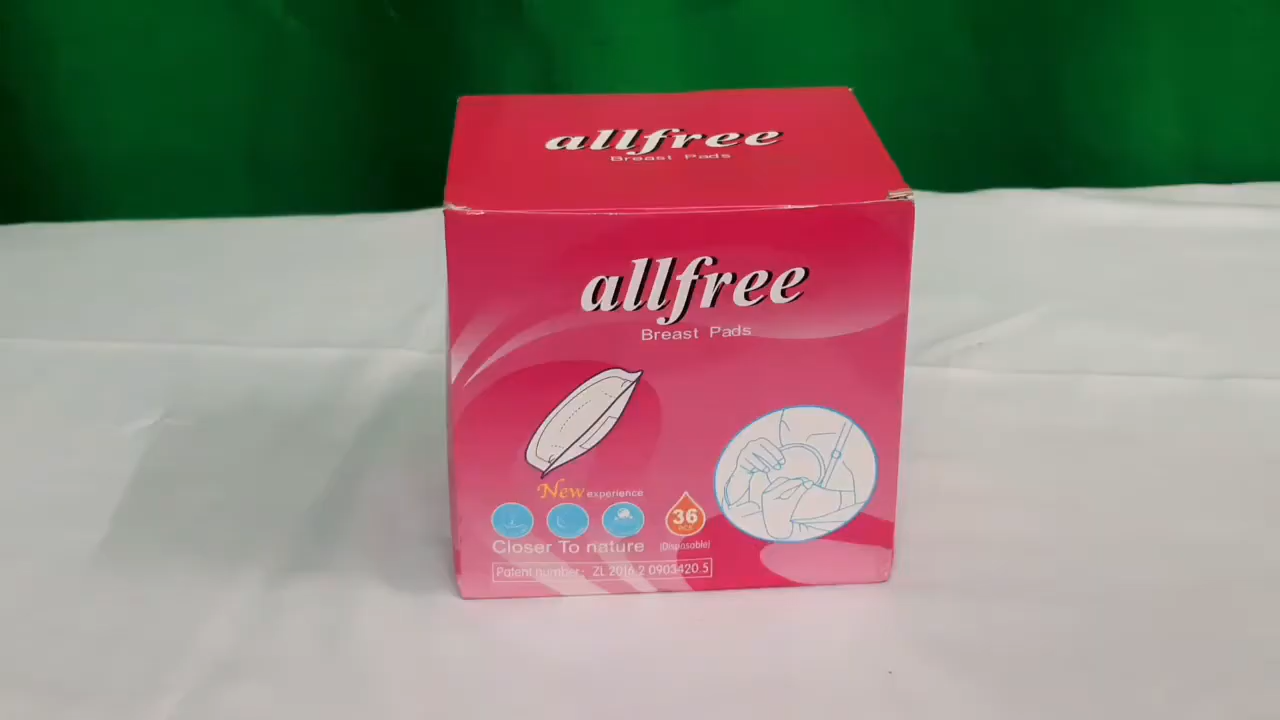 allfree
Breast Pads
allfree
Breast Pads
New experience
36
PCS
Closer To nature
(Disposable)
Patent number: ZL 2016 2 0903420.5